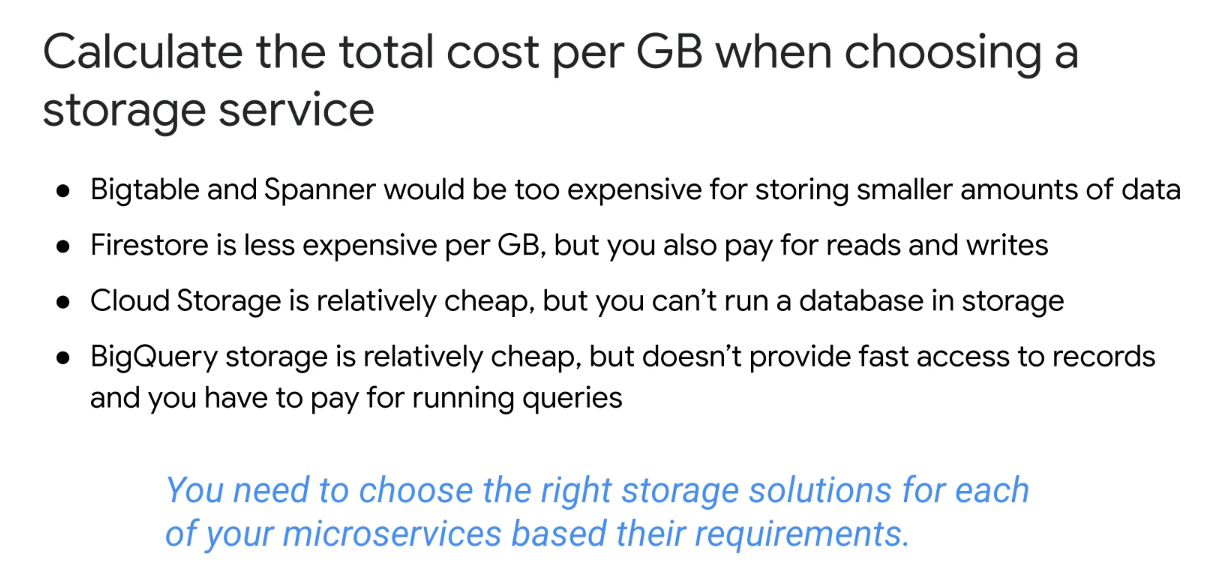 Calculate the total cost per GB when choosing a
storage service
● Bigtable and Spanner would be too expensive for storing smaller amounts of data
● Firestore is less expensive per GB, but you also pay for reads and writes
● Cloud Storage is relatively cheap, but you can’t run a database in storage
● BigQuery storage is relatively cheap, but doesn’t provide fast access to records
and you have to pay for running queries
You need to choose the right storage solutions for each
of your microservices based their requirements.